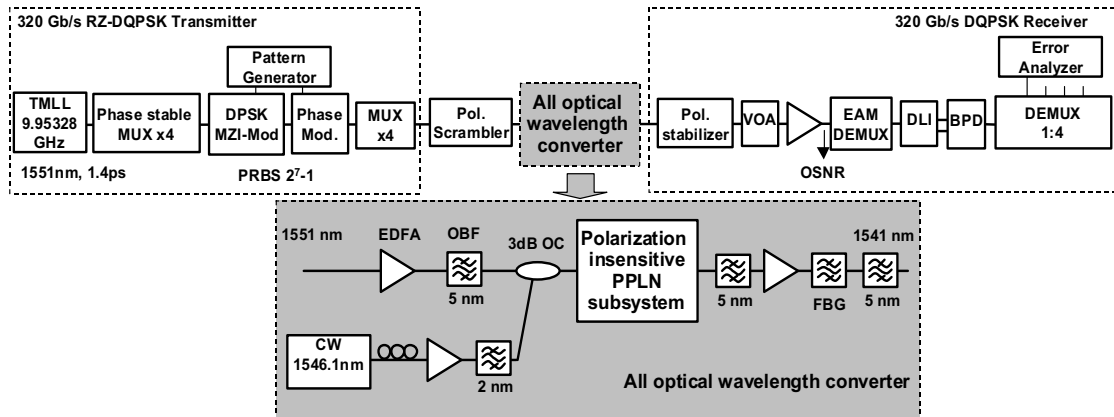 320 Gb/s RZ-DQPSK Transmitter
Pattern
Generator
TMLL
9.95328
GHz
Phase stable
MUX x4
DPSK
MZI-Mod
Phase
Mod.
MUX
x4
1551nm, 1.4ps
PRBS 2⁷-1
Pol.
Scrambler
All optical
wavelength
converter
320 Gb/s DQPSK Receiver
Error
Analyzer
Pol.
stabilizer
VOA
EAM
DEMUX
DLI
BPD
DEMUX
1:4
OSNR
1551 nm
EDFA
OBF
5 nm
3dB OC
Polarization
insensitive
PPLN
subsystem
5 nm
FBG
1541 nm
5 nm
CW
1546.1nm
2 nm
All optical wavelength converter